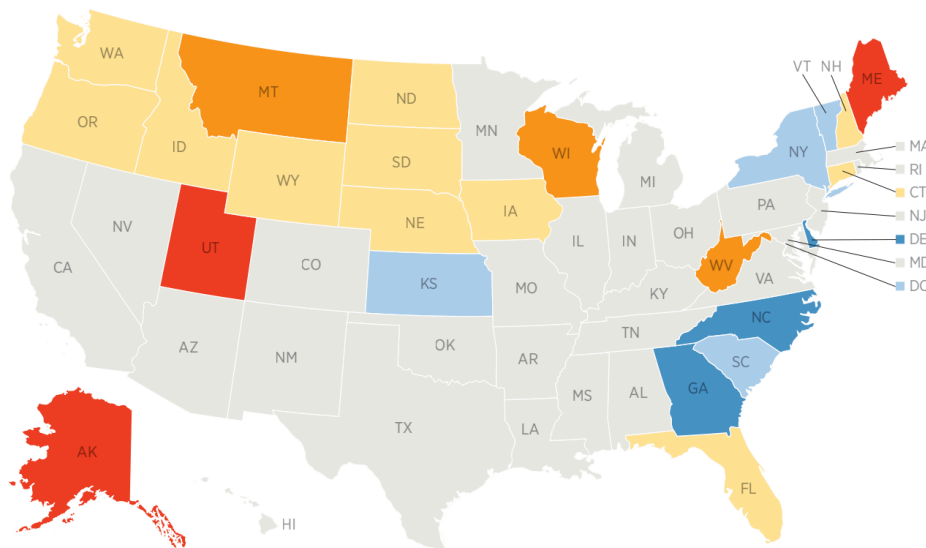 WA
OR
ID
MT
WY
ND
SD
NE
MN
IA
WI
MI
VT
NH
ME
NY
MA
RI
CT
NJ
DE
MD
DC
PA
OH
IN
IL
WV
VA
KY
NV
CA
UT
CO
KS
MO
TN
NC
SC
GA
AL
MS
AR
OK
NM
AZ
TX
LA
FL
AK
HI